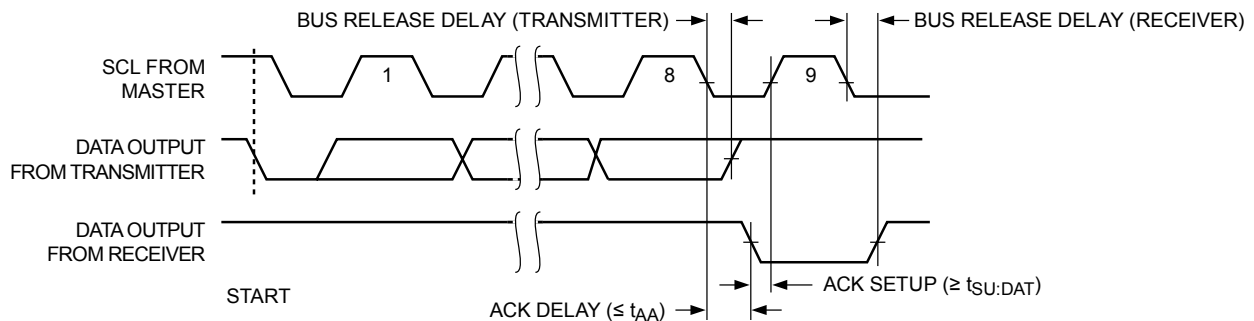 BUS RELEASE DELAY (TRANSMITTER)
BUS RELEASE DELAY (RECEIVER)
SCL FROM
MASTER
1
8
9
DATA OUTPUT
FROM TRANSMITTER
DATA OUTPUT
FROM RECEIVER
START
ACK SETUP (≥ tSU:DAT)
ACK DELAY (≤ tAA)